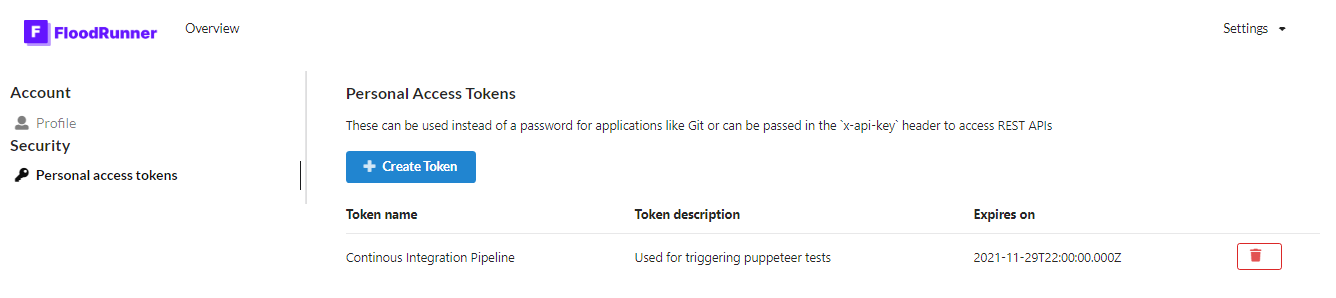 F FloodRunner Overview Settings
Account
Profile
Security
Personal access tokens
Personal Access Tokens
These can be used instead of a password for applications like Git or can be passed in the `x-api-key` header to access REST APIs
Create Token
Token name Token description Expires on
Continous Integration Pipeline Used for triggering puppeteer tests 2021-11-29T22:00:00.000Z